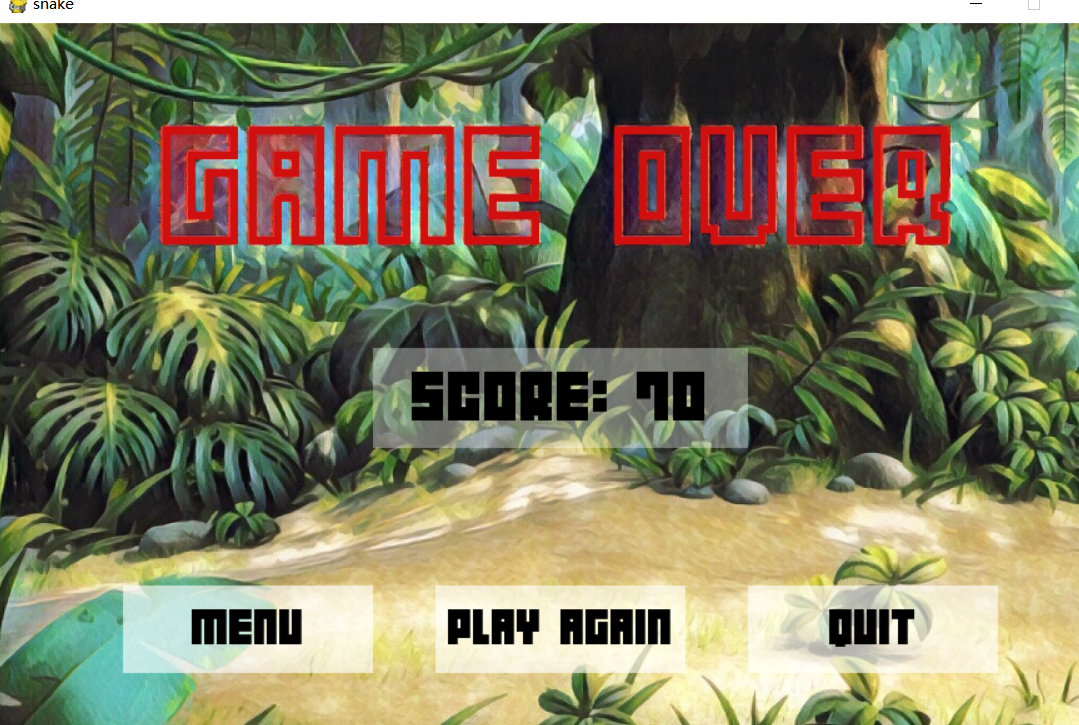 snake
GAME OVER
SCORE: 70
MENU
PLAY AGAIN
QUIT